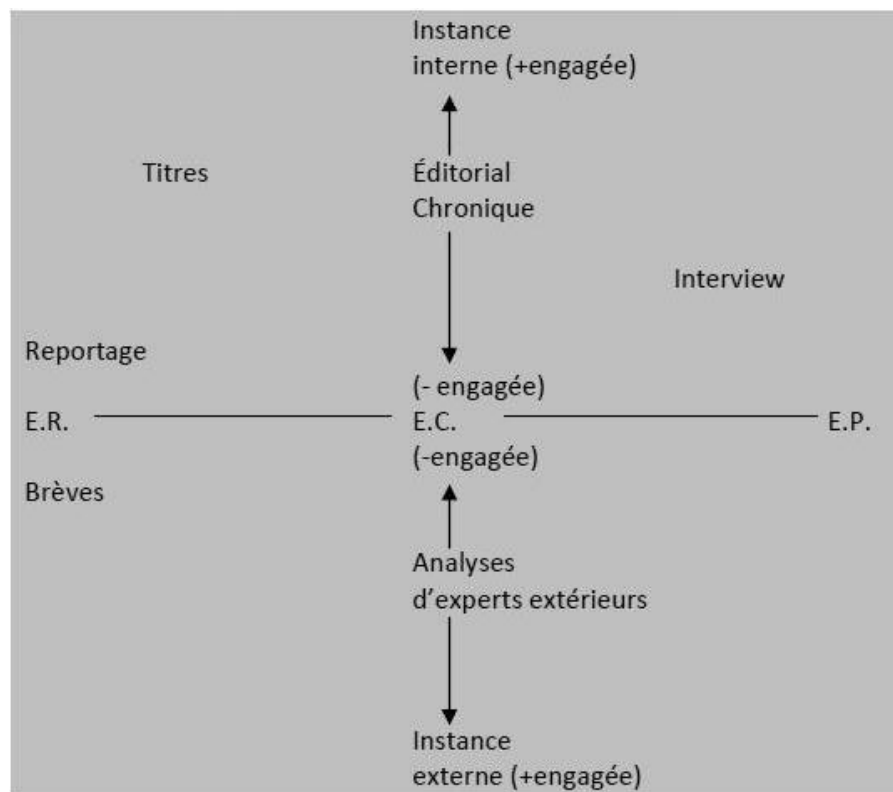 Instance
interne (+engagée)
Titres
Éditorial
Chronique
Interview
Reportage
(- engagée)
E.R.
E.C.
E.P.
(-engagée)
Brèves
Analyses
d’experts extérieurs
Instance
externe (+engagée)